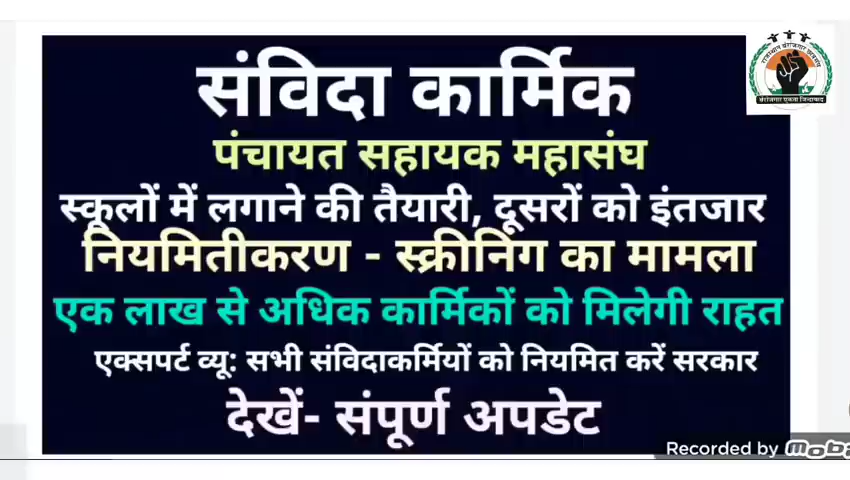 संविदा कार्मिक
पंचायत सहायक महासंघ
स्कूलों में लगाने की तैयारी, दूसरों को इंतजार
नियमितीकरण - स्क्रीनिग का मामला
एक लाख से अधिक कार्मिकों को मिलेगी राहत
एक्सपर्ट व्यू: सभी संविदाकर्मियों को नियमित करें सरकार
देखें- संपूर्ण अपडेट
Recorded by